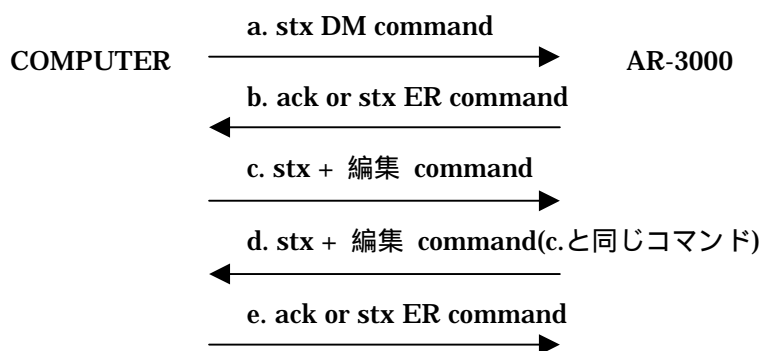 a. stx DM command
COMPUTER AR-3000
b. ack or stx ER command
c. stx + 編集 command
d. stx + 編集 command(c.と同じコマンド)
e. ack or stx ER command